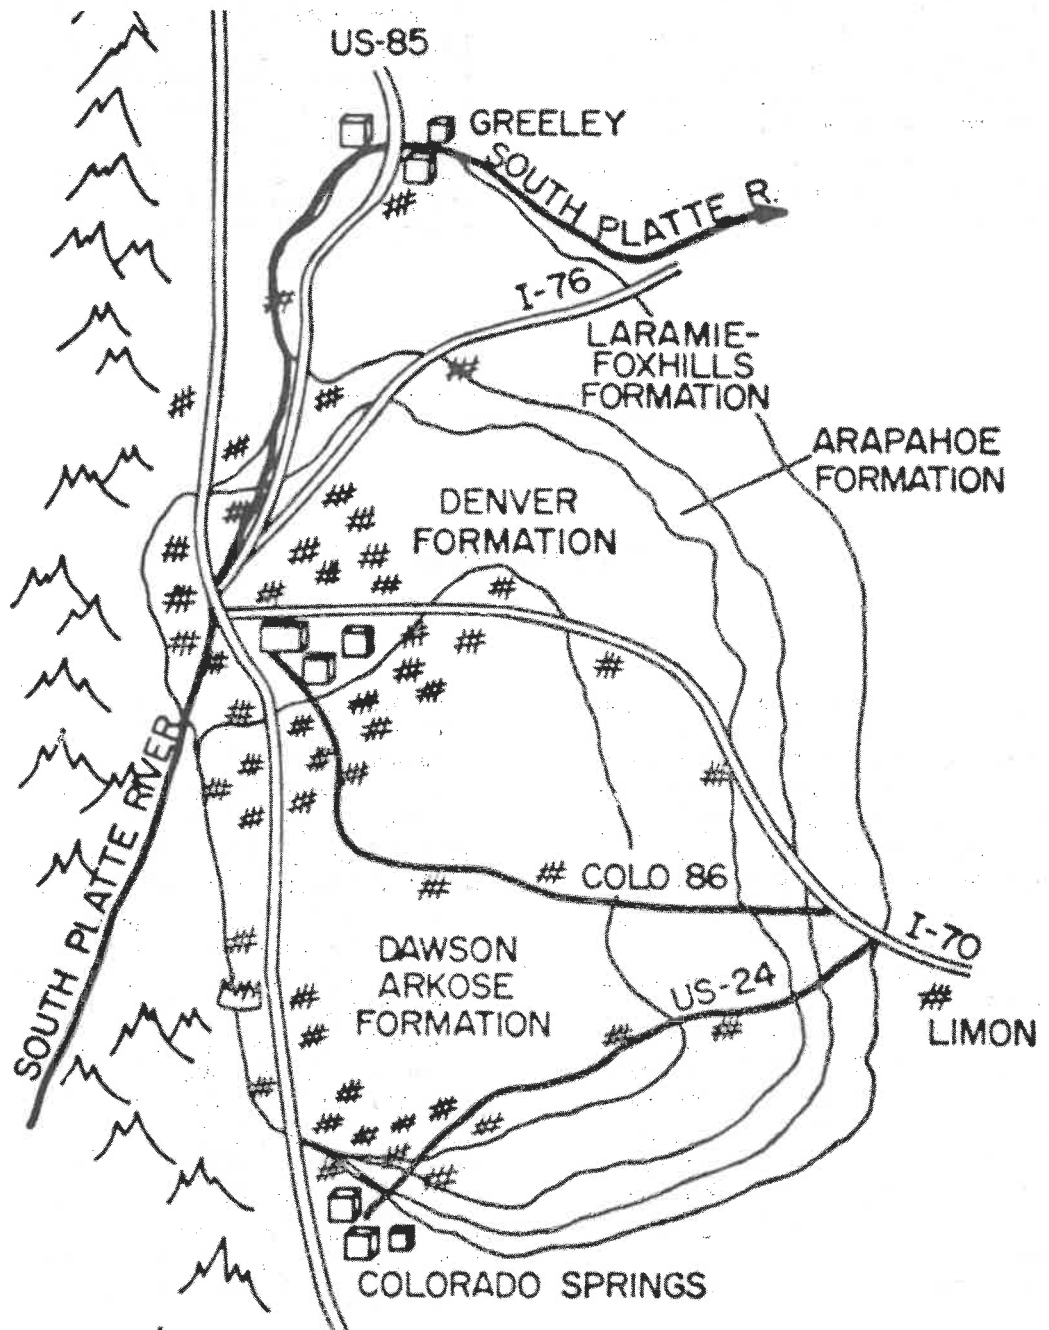 US-85
GREELEY
SOUTH PLATTE R.
I-76
LARAMIE-
FOXHILLS
FORMATION
ARAPAHOE
FORMATION
DENVER
FORMATION
SOUTH PLATTE RIVER
COLO 86
I-70
DAWSON
ARKOSE
FORMATION
US-24
LIMON
COLORADO SPRINGS